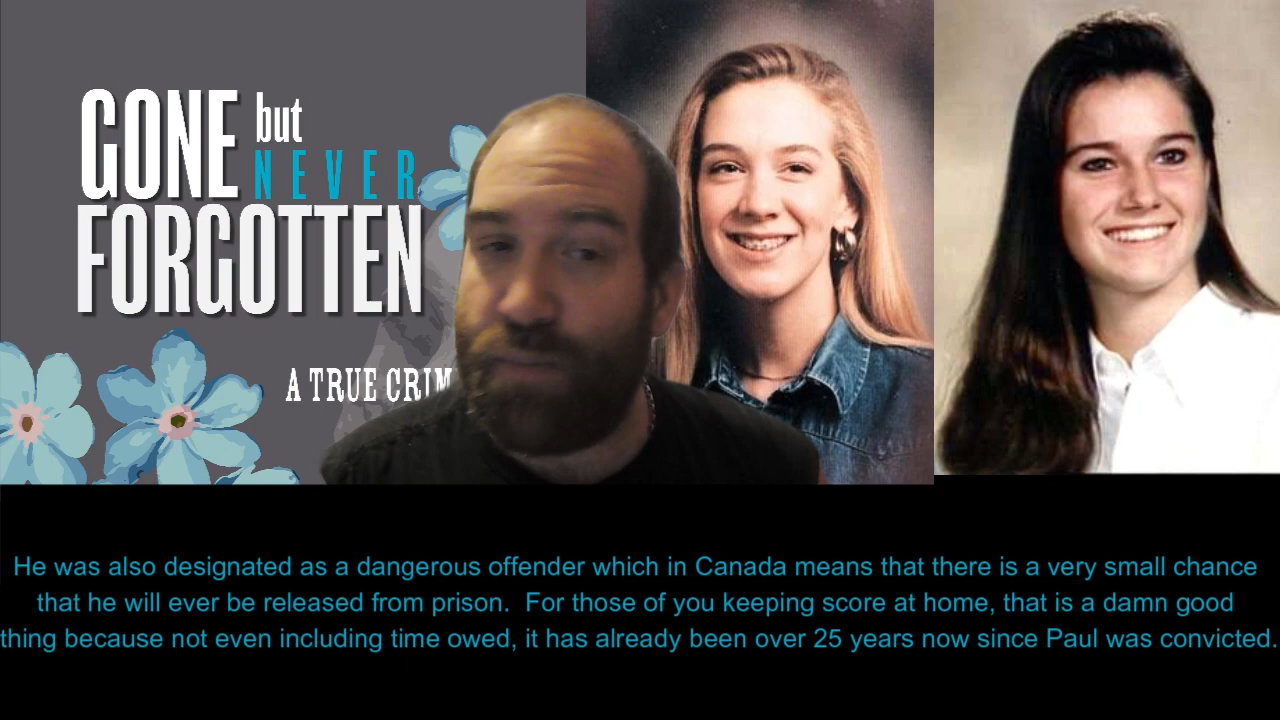 GONE but
NEVER
FORGOTTEN
A TRUE CRIM
He was also designated as a dangerous offender which in Canada means that there is a very small chance
that he will ever be released from prison.  For those of you keeping score at home, that is a damn good
thing because not even including time owed, it has already been over 25 years now since Paul was convicted.